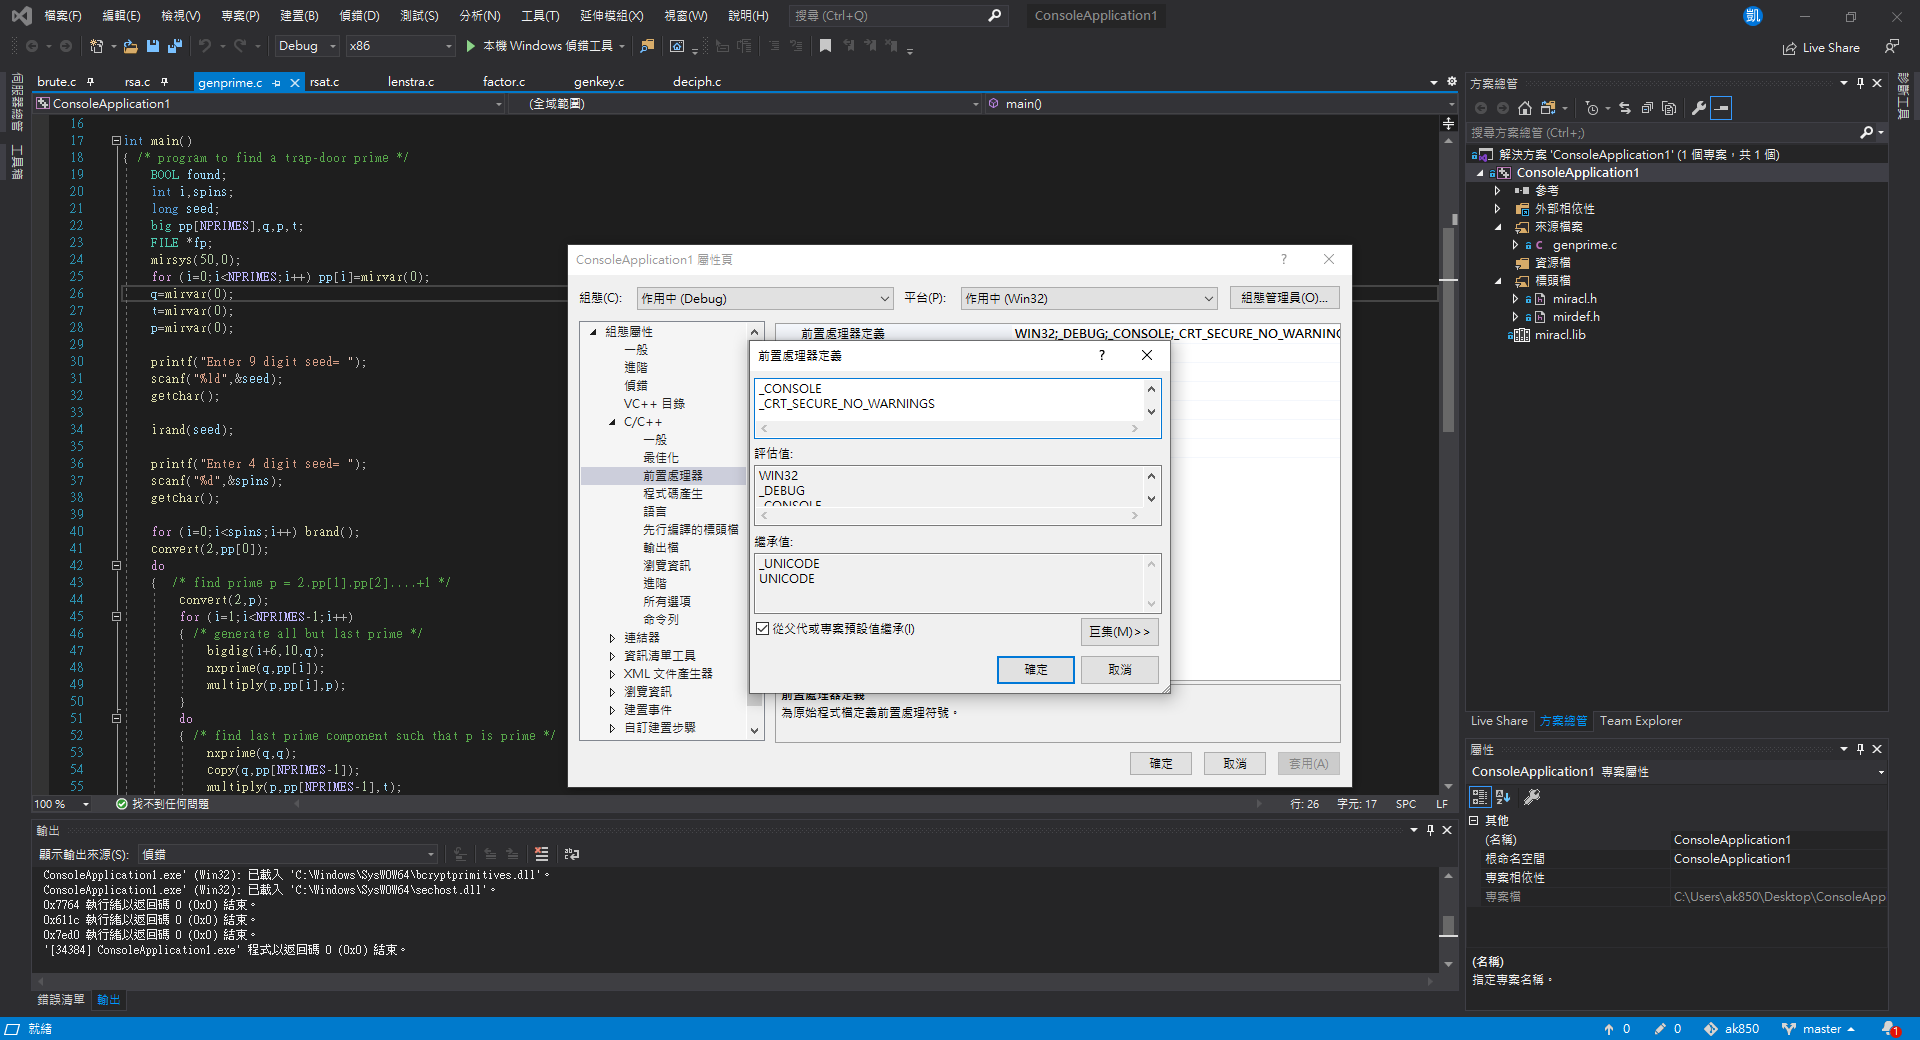 檔案(F) 編輯(E) 檢視(V) 專案(P) 建置(B) 偵錯(D) 測試(S) 分析(N) 工具(T) 延伸模組(X) 視窗(W) 說明(H) 搜尋 (Ctrl+Q) ConsoleApplication1 凱
Debug x86 本機 Windows 偵錯工具 Live Share
伺服器總管
工具箱
brute.c rsa.c genprime.c rsat.c lenstra.c factor.c genkey.c deciph.c
ConsoleApplication1 (全域範圍) main()
16
17 int main()
18 { /* program to find a trap-door prime */
19 BOOL found;
20 int i,spins;
21 long seed;
22 big pp[NPRIMES],q,p,t;
23 FILE *fp;
24 mirsys(50,0);
25 for (i=0;i<NPRIMES;i++) pp[i]=mirvar(0);
26 q=mirvar(0);
27 t=mirvar(0);
28 p=mirvar(0);
29
30 printf("Enter 9 digit seed= ");
31 scanf("%ld",&seed);
32 getchar();
33
34 irand(seed);
35
36 printf("Enter 4 digit seed= ");
37 scanf("%d",&spins);
38 getchar();
39
40 for (i=0;i<spins;i++) brand();
41 convert(2,pp[0]);
42 do
43 { /* find prime p = 2.pp[1].pp[2]....+1 */
44 convert(2,p);
45 for (i=1;i<NPRIMES-1;i++)
46 { /* generate all but last prime */
47 bigdig(i+6,10,q);
48 nxprime(q,pp[i]);
49 multiply(p,pp[i],p);
50 }
51 do
52 { /* find last prime component such that p is prime */
53 nxprime(q,q);
54 copy(q,pp[NPRIMES-1]);
55 multiply(p,pp[NPRIMES-1],t);
100 % 找不到任何問題 行: 26 字元: 17 SPC LF
ConsoleApplication1 屬性頁 ?
組態(C): 作用中 (Debug) 平台(P): 作用中 (Win32) 組態管理員(O)...
組態屬性
一般
進階
偵錯
VC++ 目錄
C/C++
一般
最佳化
前置處理器
程式碼產生
語言
先行編譯的標頭檔
輸出檔
瀏覽資訊
進階
所有選項
命令列
連結器
資訊清單工具
XML 文件產生器
瀏覽資訊
建置事件
自訂建置步驟
前置處理器定義 WIN32;_DEBUG;_CONSOLE;_CRT_SECURE_NO_WARNING
前置處理器定義 ?
_CONSOLE
_CRT_SECURE_NO_WARNINGS
評估值:
WIN32
_DEBUG
_CONSOLE
繼承值:
_UNICODE
UNICODE
從父代或專案預設值繼承(I)
巨集(M)>>
確定 取消
前置處理器定義
為原始程式檔定義前置處理符號。
確定 取消 套用(A)
輸出
顯示輸出來源(S): 偵錯
ConsoleApplication1.exe' (Win32): 已載入 'C:\Windows\SysWOW64\bcryptprimitives.dll'。
ConsoleApplication1.exe' (Win32): 已載入 'C:\Windows\SysWOW64\sechost.dll'。
0x7764 執行緒以返回碼 0 (0x0) 結束。
0x611c 執行緒以返回碼 0 (0x0) 結束。
0x7ed0 執行緒以返回碼 0 (0x0) 結束。
'[34384] ConsoleApplication1.exe' 程式以返回碼 0 (0x0) 結束。
錯誤清單 輸出
方案總管
搜尋方案總管 (Ctrl+;)
解決方案 'ConsoleApplication1' (1 個專案，共 1 個)
ConsoleApplication1
參考
外部相依性
來源檔案
genprime.c
資源檔
標頭檔
miracl.h
mirdef.h
miracl.lib
Live Share 方案總管 Team Explorer
屬性
ConsoleApplication1 專案屬性
其他
(名稱) ConsoleApplication1
根命名空間 ConsoleApplication1
專案相依性
專案檔 C:\Users\ak850\Desktop\ConsoleApp
(名稱)
指定專案名稱。
診斷工具
就緒 0 0 ak850 master 1